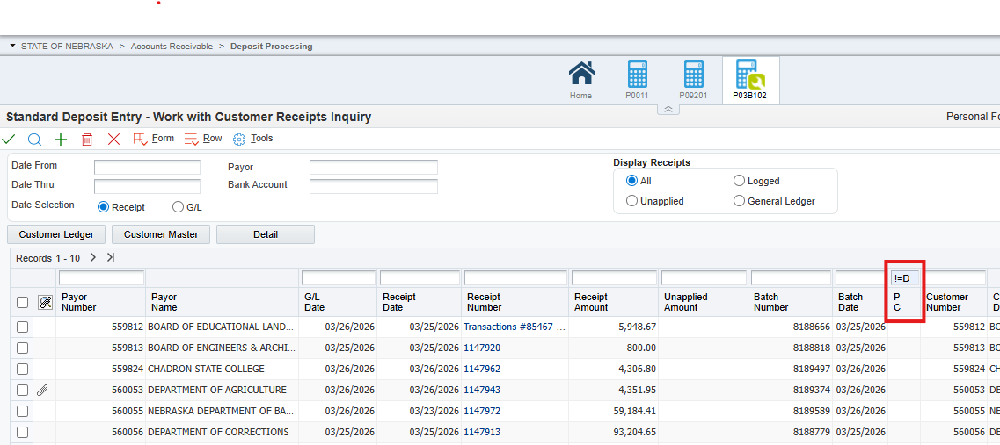 STATE OF NEBRASKA > Accounts Receivable > Deposit Processing
Home P0011 P09201 P03B102
Standard Deposit Entry - Work with Customer Receipts Inquiry Personal Fo
Form Row Tools
Date From Payor Display Receipts
All Logged
Date Thru Bank Account
Unapplied General Ledger
Date Selection Receipt G/L
Customer Ledger Customer Master Detail
Records 1 - 10
!=D
Payor Number Payor Name G/L Date Receipt Date Receipt Number Receipt Amount Unapplied Amount Batch Number Batch Date P C Customer Number C D
559812 BOARD OF EDUCATIONAL LAND... 03/26/2026 03/25/2026 Transactions #85467-... 5,948.67 8188666 03/25/2026 559812 BO
559813 BOARD OF ENGINEERS & ARCHI... 03/26/2026 03/25/2026 1147920 800.00 8188818 03/25/2026 559813 BO
559824 CHADRON STATE COLLEGE 03/26/2026 03/26/2026 1147962 4,306.80 8189497 03/26/2026 559824 CH
560053 DEPARTMENT OF AGRICULTURE 03/26/2026 03/26/2026 1147943 4,351.95 8189374 03/26/2026 560053 DE
560055 NEBRASKA DEPARTMENT OF BA... 03/26/2026 03/23/2026 1147972 59,184.41 8189589 03/26/2026 560055 NE
560056 DEPARTMENT OF CORRECTIONS 03/25/2026 03/25/2026 1147913 93,204.65 8188779 03/25/2026 560056 DE